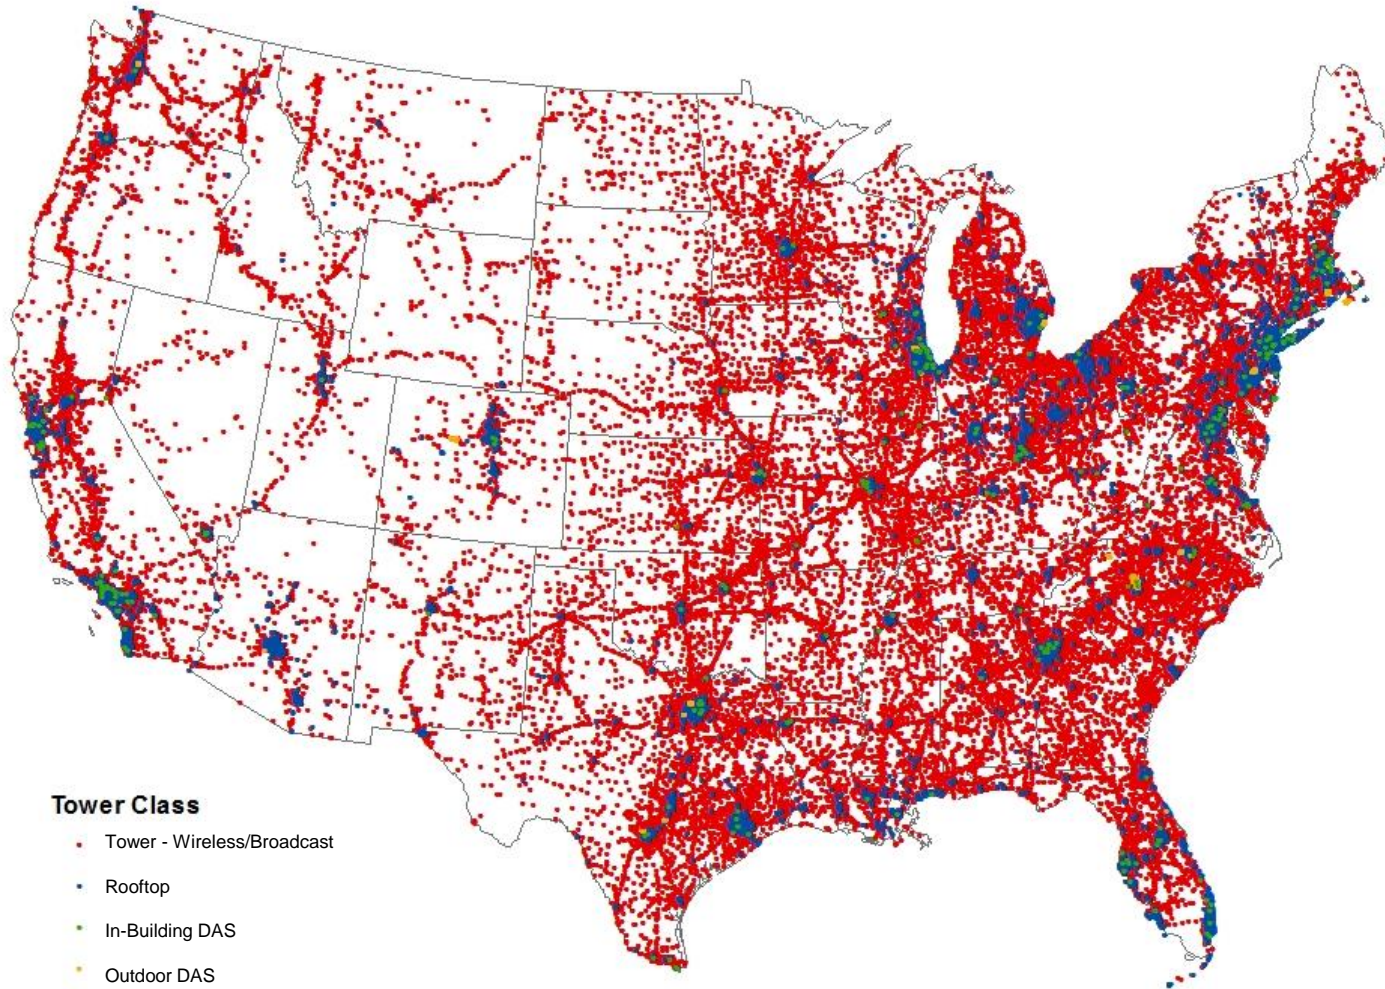 Tower Class
Tower - Wireless/Broadcast
Rooftop
In-Building DAS
Outdoor DAS